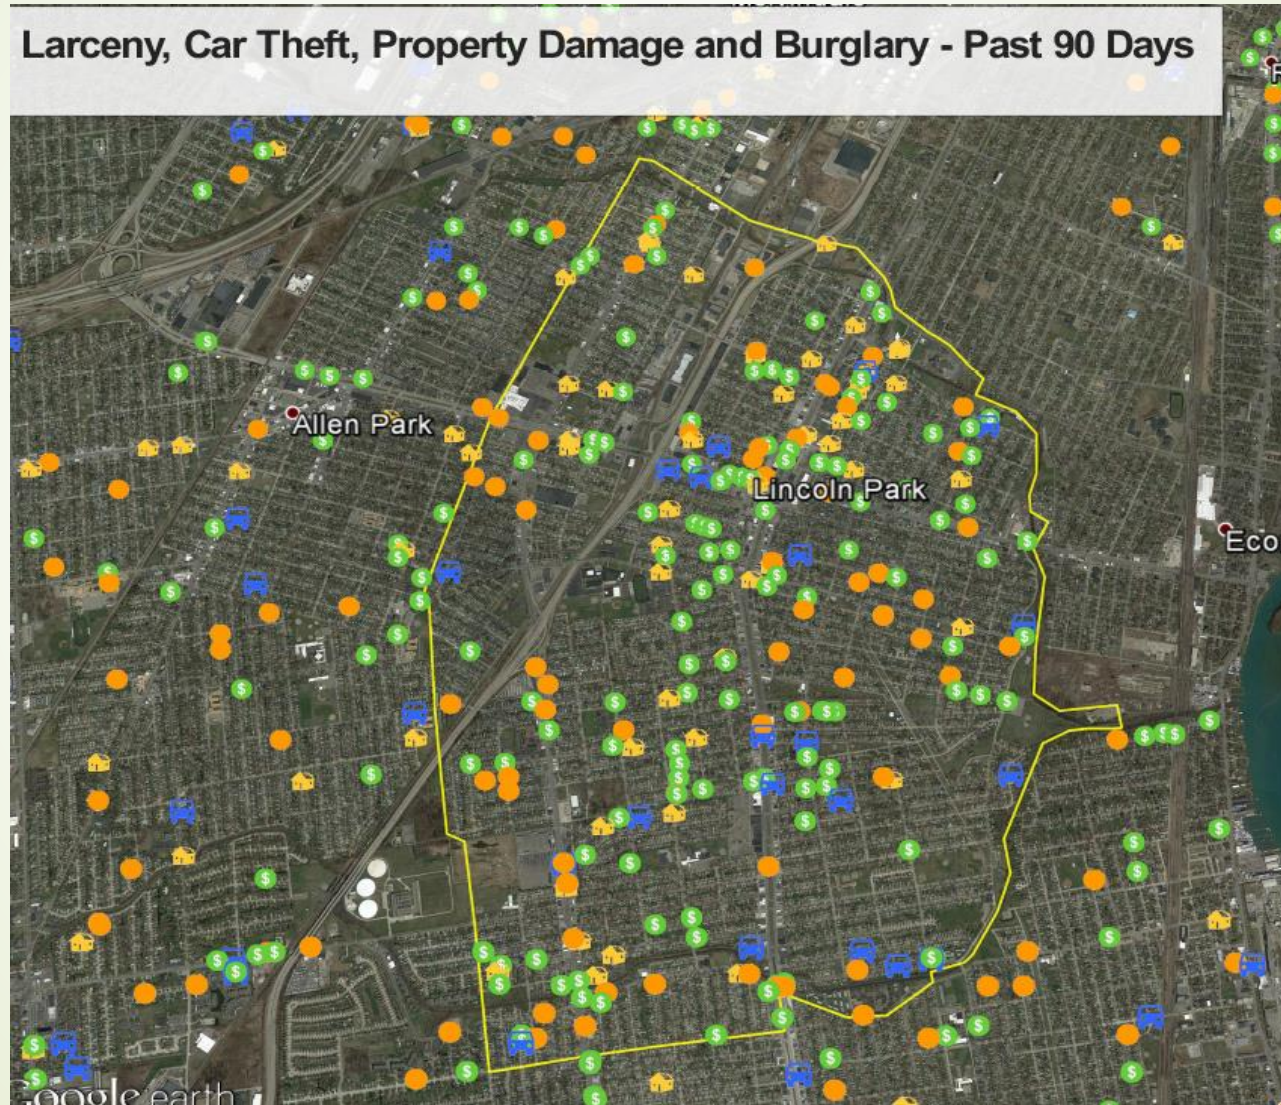 Larceny, Car Theft, Property Damage and Burglary - Past 90 Days
Allen Park
Lincoln Park
Eco
Google earth